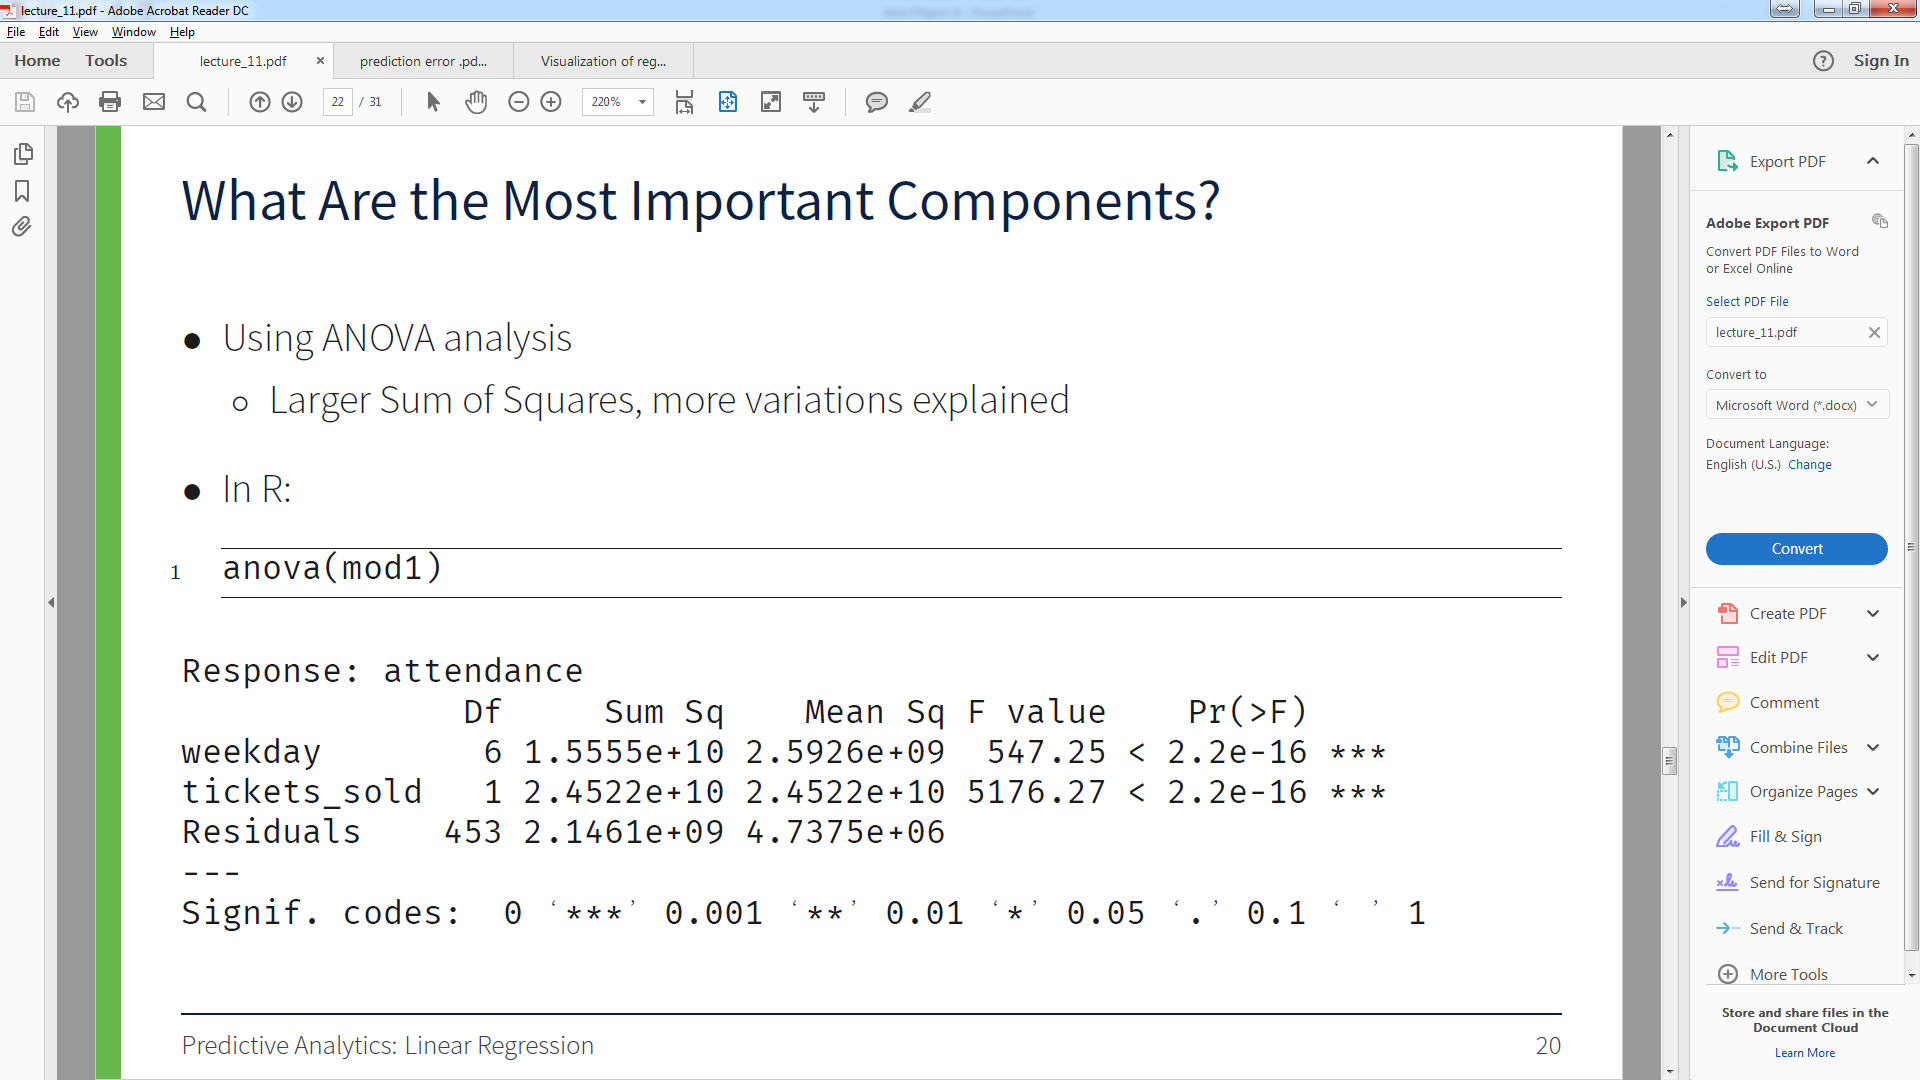 lecture_11.pdf - Adobe Acrobat Reader DC
File Edit View Window Help
Home Tools lecture_11.pdf × prediction error .pd... Visualization of reg... Sign In
22 / 31 220%
What Are the Most Important Components?
● Using ANOVA analysis
○ Larger Sum of Squares, more variations explained
● In R:
1 anova(mod1)
Response: attendance
Df Sum Sq Mean Sq F value Pr(>F)
weekday 6 1.5555e+10 2.5926e+09 547.25 < 2.2e-16 ***
tickets_sold 1 2.4522e+10 2.4522e+10 5176.27 < 2.2e-16 ***
Residuals 453 2.1461e+09 4.7375e+06
---
Signif. codes: 0 ‘***’ 0.001 ‘**’ 0.01 ‘*’ 0.05 ‘.’ 0.1 ‘ ’ 1
Predictive Analytics: Linear Regression 20
Export PDF
Adobe Export PDF
Convert PDF Files to Word
or Excel Online
Select PDF File
lecture_11.pdf
Convert to
Microsoft Word (*.docx)
Document Language:
English (U.S.) Change
Convert
Create PDF
Edit PDF
Comment
Combine Files
Organize Pages
Fill & Sign
Send for Signature
Send & Track
More Tools
Store and share files in the
Document Cloud
Learn More